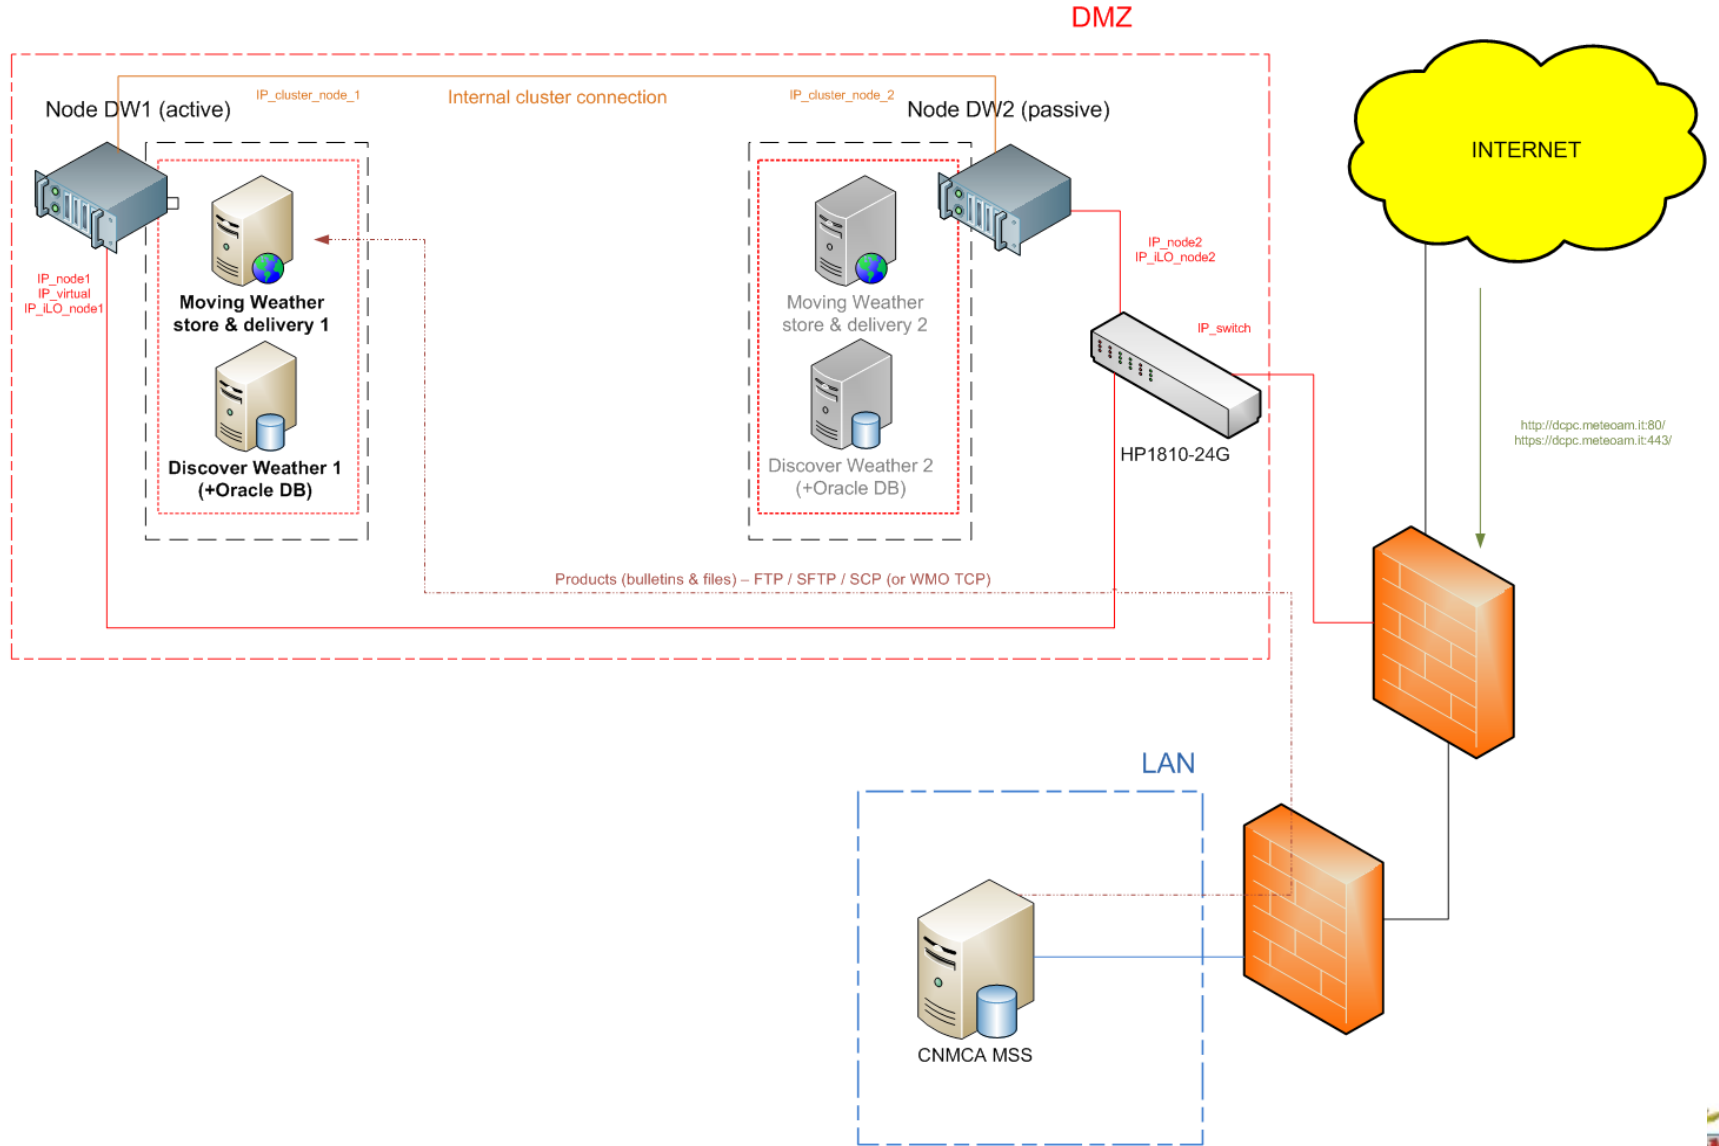 DMZ
IP_cluster_node_1
Internal cluster connection
IP_cluster_node_2
Node DW1 (active)
Node DW2 (passive)
INTERNET
IP_node1
IP_virtual
IP_iLO_node1
Moving Weather
store & delivery 1
Discover Weather 1
(+Oracle DB)
Moving Weather
store & delivery 2
Discover Weather 2
(+Oracle DB)
IP_node2
IP_iLO_node2
IP_switch
HP1810-24G
http://dcpc.meteoam.it:80/
https://dcpc.meteoam.it:443/
Products (bulletins & files) – FTP / SFTP / SCP (or WMO TCP)
LAN
CNMCA MSS